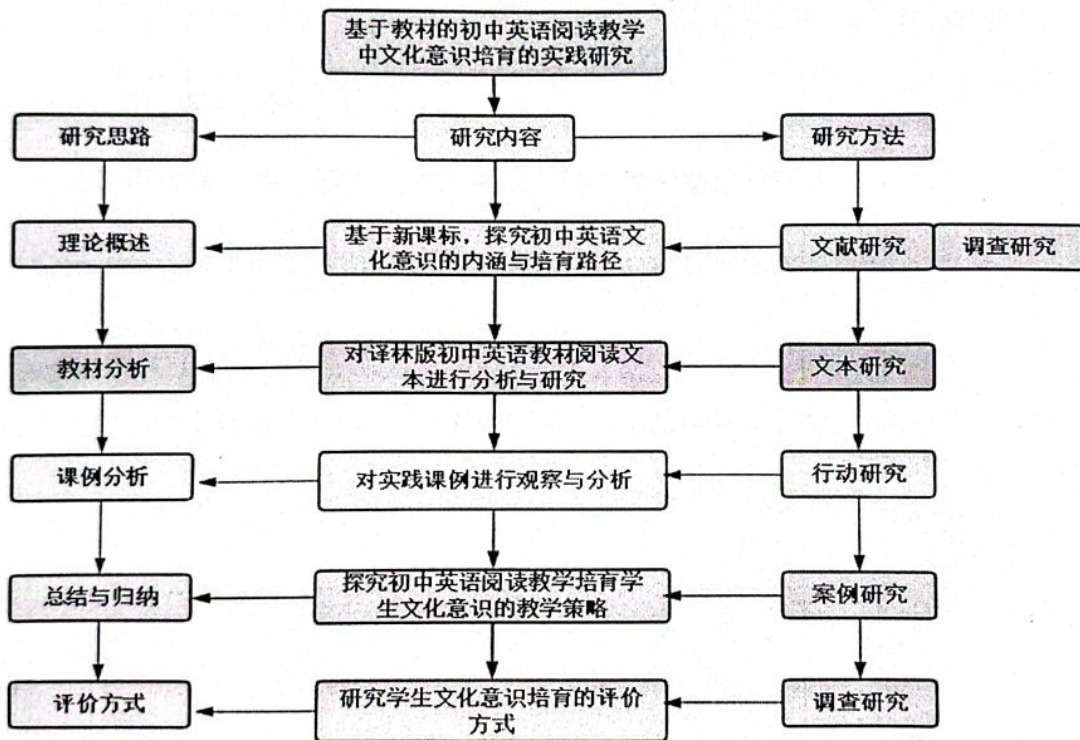 基于教材的初中英语阅读教学
中文化意识培育的实践研究
研究思路
研究内容
研究方法
理论概述
基于新课标，探究初中英语文
化意识的内涵与培育路径
文献研究
调查研究
教材分析
对译林版初中英语教材阅读文
本进行分析与研究
文本研究
课例分析
对实践课例进行观察与分析
行动研究
总结与归纳
探究初中英语阅读教学培育学
生文化意识的教学策略
案例研究
评价方式
研究学生文化意识培育的评价
方式
调查研究